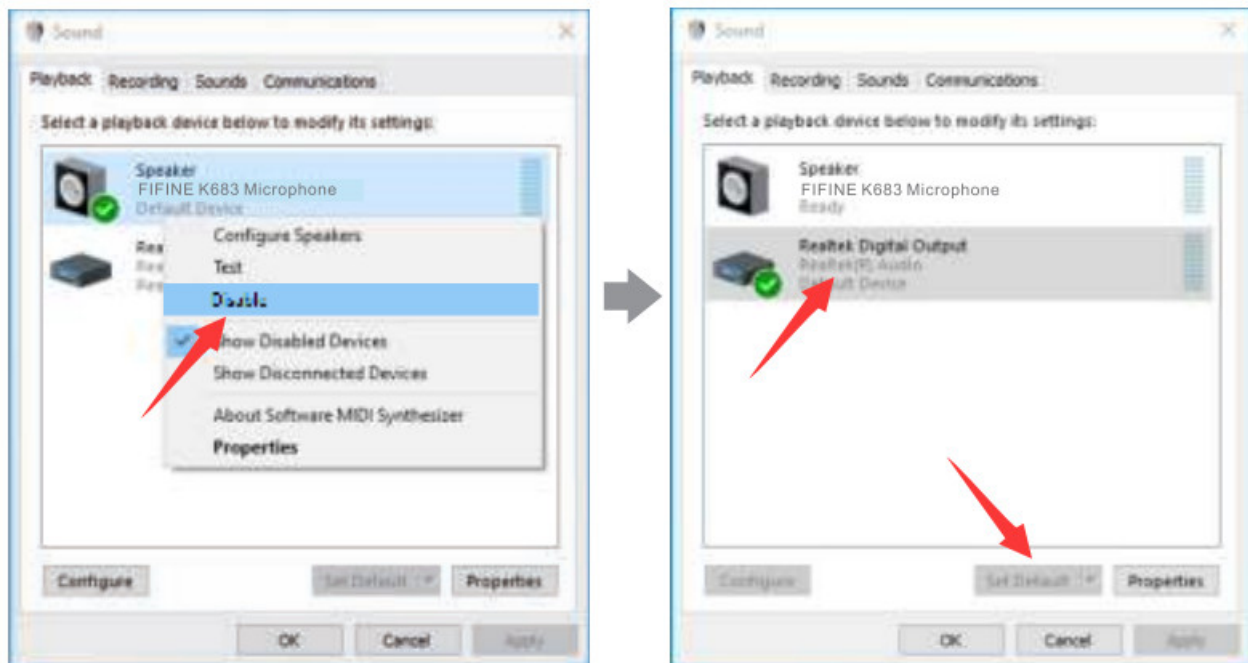 Sound
Playback Recording Sounds Communications
Select a playback device below to modify its settings:
Speaker
FIFINE K683 Microphone
Default Device
Rea
Rea
Rea
Configure Speakers
Test
Disable
Show Disabled Devices
Show Disconnected Devices
About Software MIDI Synthesizer
Properties
Configure Set Default Properties
OK Cancel Apply
Sound
Playback Recording Sounds Communications
Select a playback device below to modify its settings:
Speaker
FIFINE K683 Microphone
Ready
Realtek Digital Output
Realtek(R) Audio
Default Device
Configure Set Default Properties
OK Cancel Apply